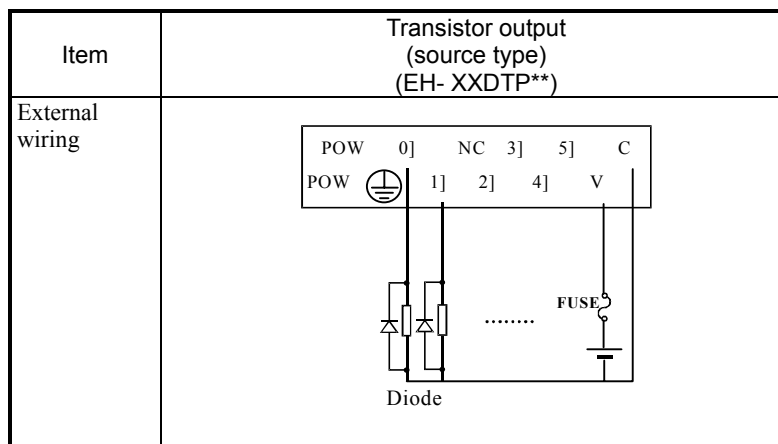 Item
Transistor output
(source type)
(EH- XXDTP**)
External
wiring
POW 0] NC 3] 5] C
POW 1] 2] 4] V
FUSE
........
Diode